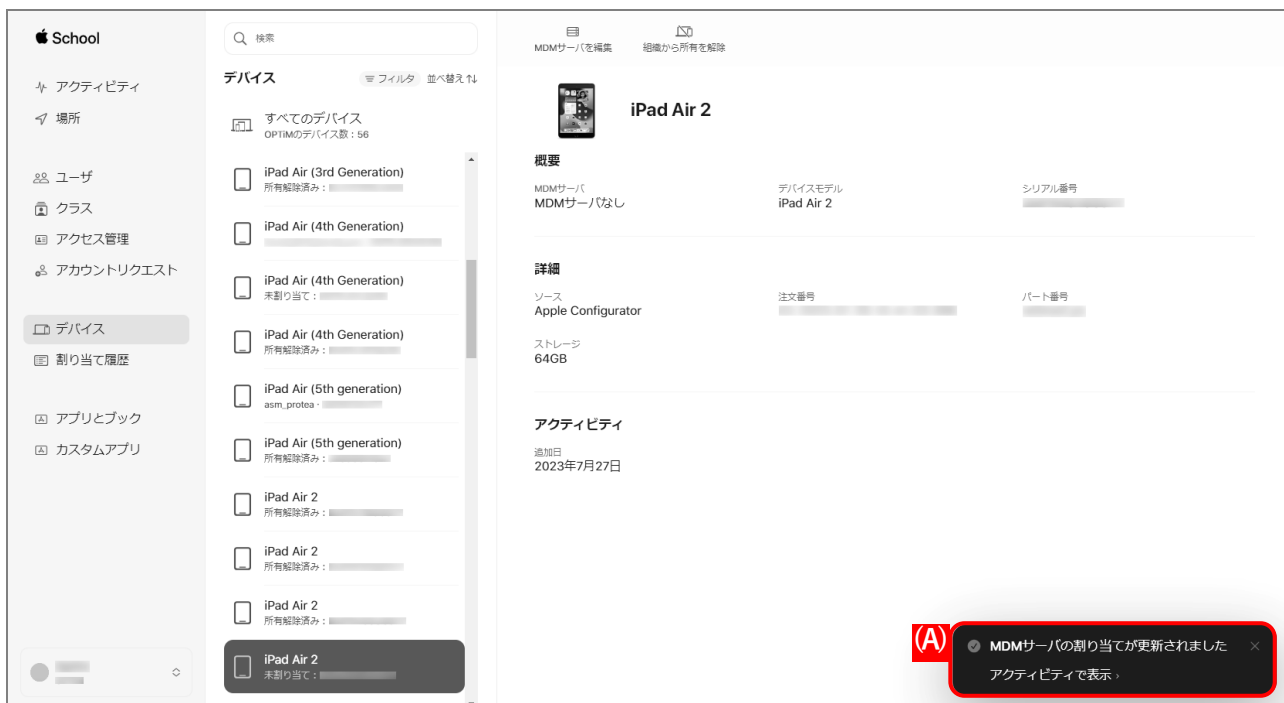 School
アクティビティ
場所
ユーザ
クラス
アクセス管理
アカウントリクエスト
デバイス
割り当て履歴
アプリとブック
カスタムアプリ
検索
デバイス
フィルタ 並べ替え↑↓
すべてのデバイス
OPTiMのデバイス数：56
iPad Air (3rd Generation)
所有解除済み：
iPad Air (4th Generation)
iPad Air (4th Generation)
未割り当て：
iPad Air (4th Generation)
所有解除済み：
iPad Air (5th generation)
asm_protea -
iPad Air (5th generation)
所有解除済み：
iPad Air 2
所有解除済み：
iPad Air 2
所有解除済み：
iPad Air 2
所有解除済み：
iPad Air 2
未割り当て：
MDMサーバを編集 組織から所有を解除
iPad Air 2
概要
MDMサーバ デバイスモデル シリアル番号
MDMサーバなし iPad Air 2
詳細
ソース 注文番号 パート番号
Apple Configurator
ストレージ
64GB
アクティビティ
追加日
2023年7月27日
(A)
MDMサーバの割り当てが更新されました
アクティビティで表示 ›